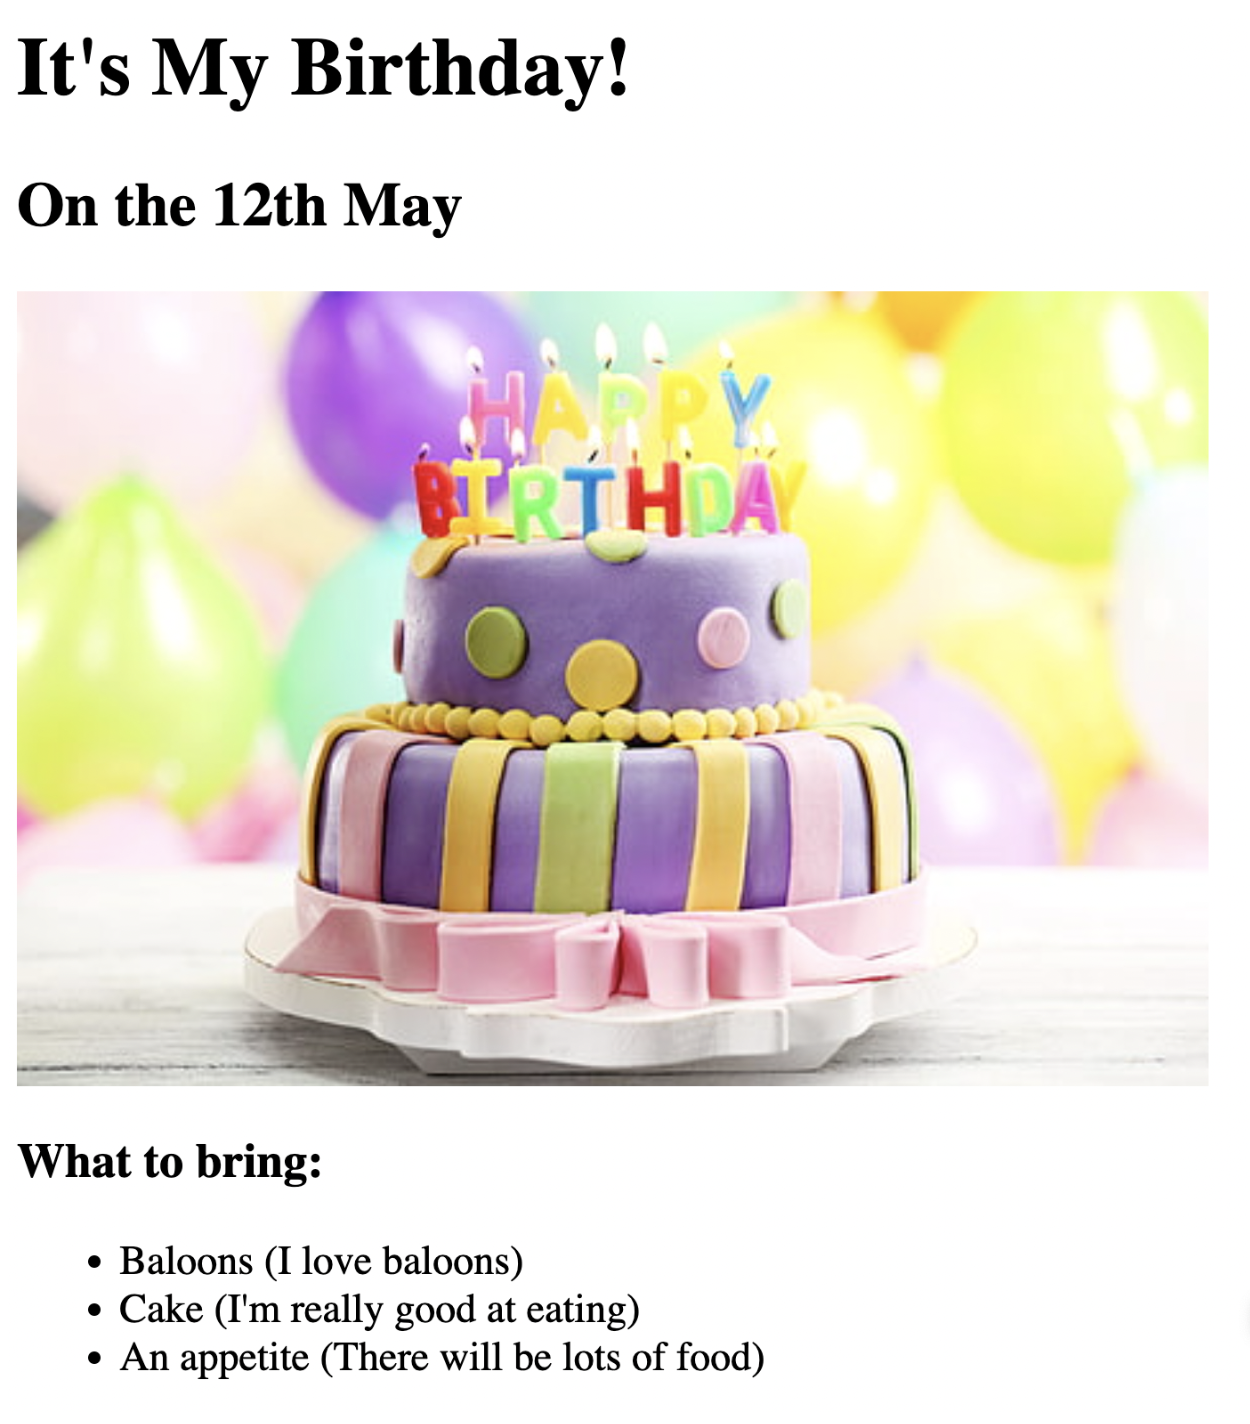 It's My Birthday!
On the 12th May
HAPPY
BIRTHDAY
What to bring:
Baloons (I love baloons)
Cake (I'm really good at eating)
An appetite (There will be lots of food)